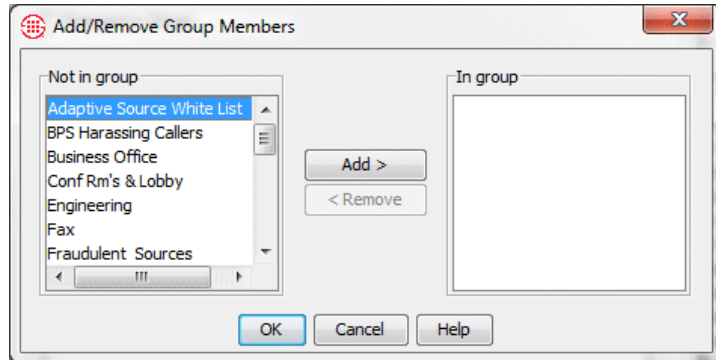 Add/Remove Group Members
Not in group
In group
Adaptive Source White List
BPS Harassing Callers
Business Office
Conf Rm's & Lobby
Engineering
Fax
Fraudulent Sources
Add >
< Remove
OK
Cancel
Help